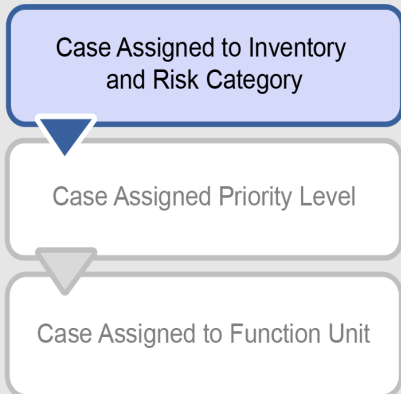 Case Assigned to Inventory
and Risk Category
Case Assigned Priority Level
Case Assigned to Function Unit